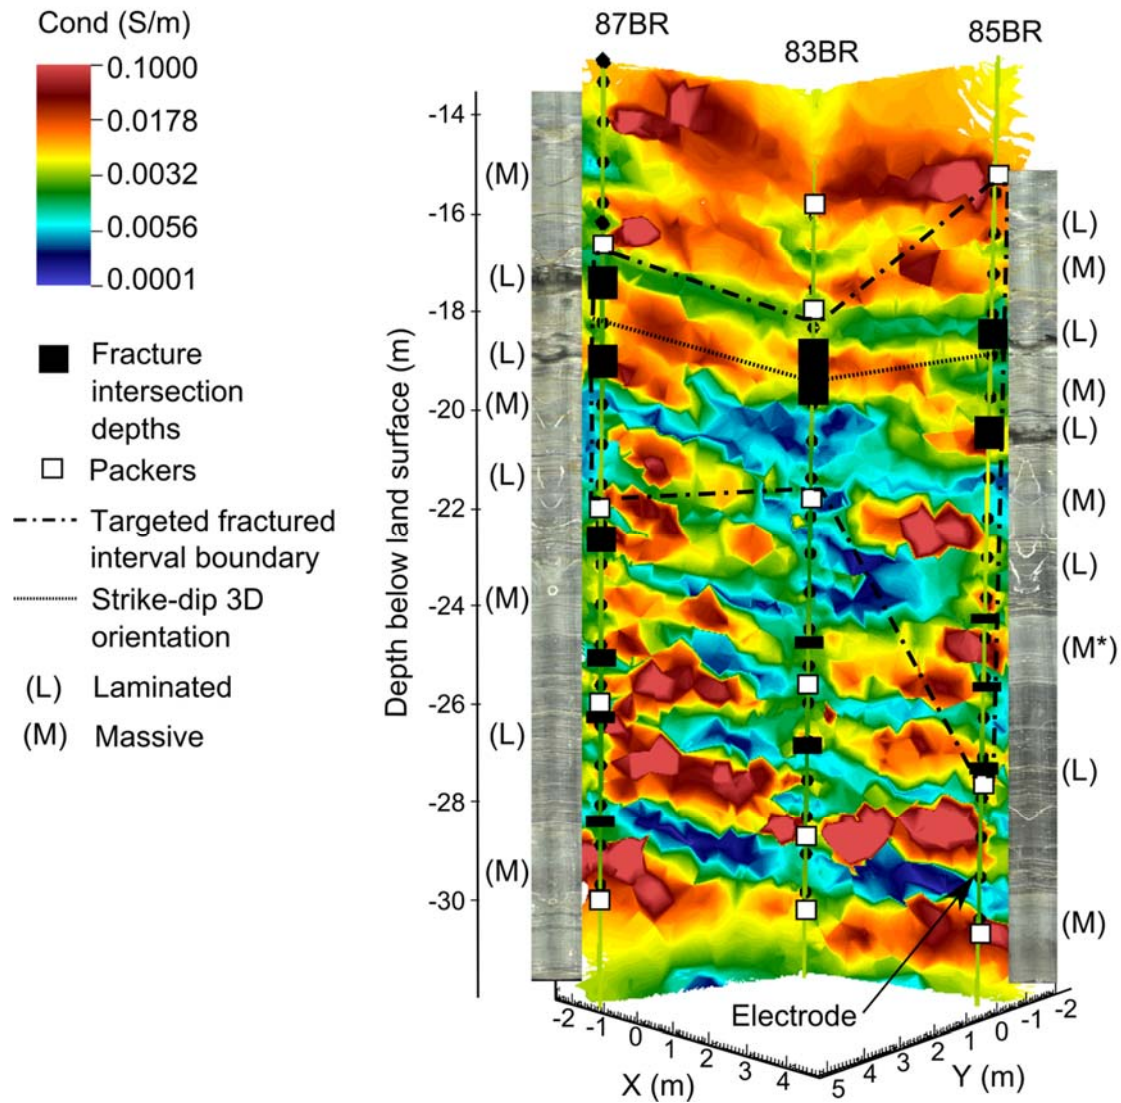 Cond (S/m)
0.1000
0.0178
0.0032
0.0056
0.0001
Fracture
intersection
depths
Packers
Targeted fractured
interval boundary
Strike-dip 3D
orientation
(L) Laminated
(M) Massive
87BR
83BR
85BR
Depth below land surface (m)
-14
-16
-18
-20
-22
-24
-26
-28
-30
(M)
(L)
(L)
(M)
(L)
(M)
(L)
(M)
(L)
(M)
(L)
(M)
(L)
(M)
(L)
(M*)
(L)
(M)
Electrode
-2
-1
0
1
2
3
4
X (m)
5
4
3
2
1
0
-1
-2
Y (m)